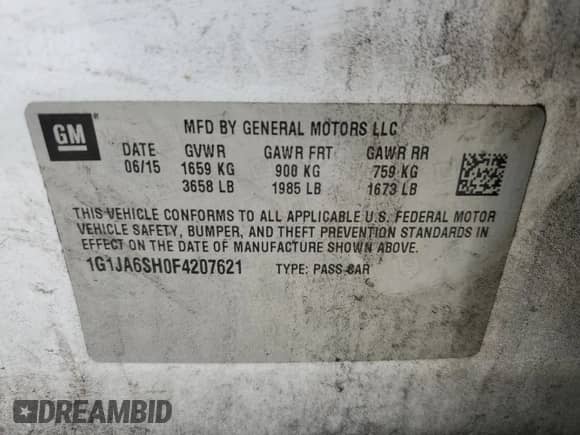 GM
MFD BY GENERAL MOTORS LLC
DATE GVWR GAWR FRT GAWR RR
06/15 1659 KG 900 KG 759 KG
3658 LB 1985 LB 1673 LB
THIS VEHICLE CONFORMS TO ALL APPLICABLE U.S. FEDERAL MOTOR
VEHICLE SAFETY, BUMPER, AND THEFT PREVENTION STANDARDS IN
EFFECT ON THE DATE OF MANUFACTURE SHOWN ABOVE.
1G1JA6SH0F4207621 TYPE: PASS CAR
DREAMBID